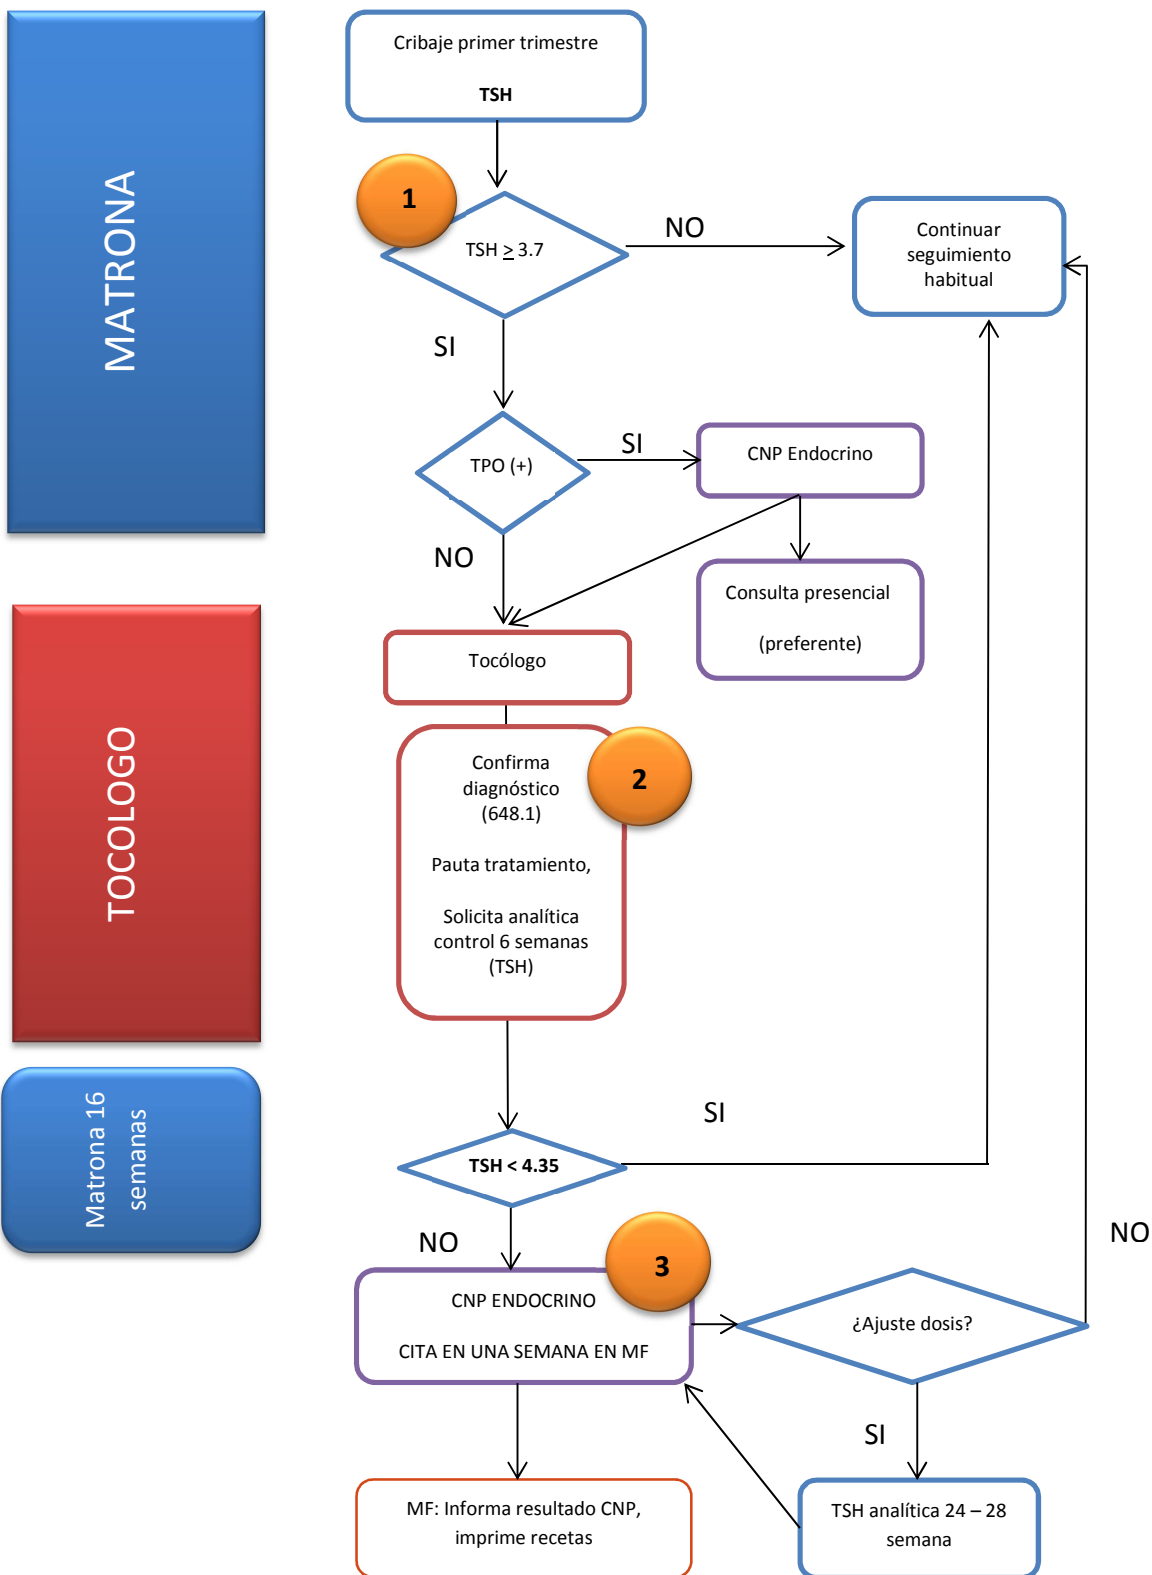 MATRONA
Cribaje primer trimestre
TSH
1
TSH ≥ 3.7
NO
Continuar
seguimiento
habitual
SI
TPO (+)
SI
CNP Endocrino
NO
Consulta presencial
(preferente)
TOCOLOGO
Tocólogo
Confirma
diagnóstico
(648.1)
2
Pauta tratamiento,
Solicita analítica
control 6 semanas
(TSH)
Matrona 16
semanas
TSH < 4.35
SI
NO
NO
3
CNP ENDOCRINO
CITA EN UNA SEMANA EN MF
¿Ajuste dosis?
SI
MF: Informa resultado CNP,
imprime recetas
TSH analítica 24 – 28
semana